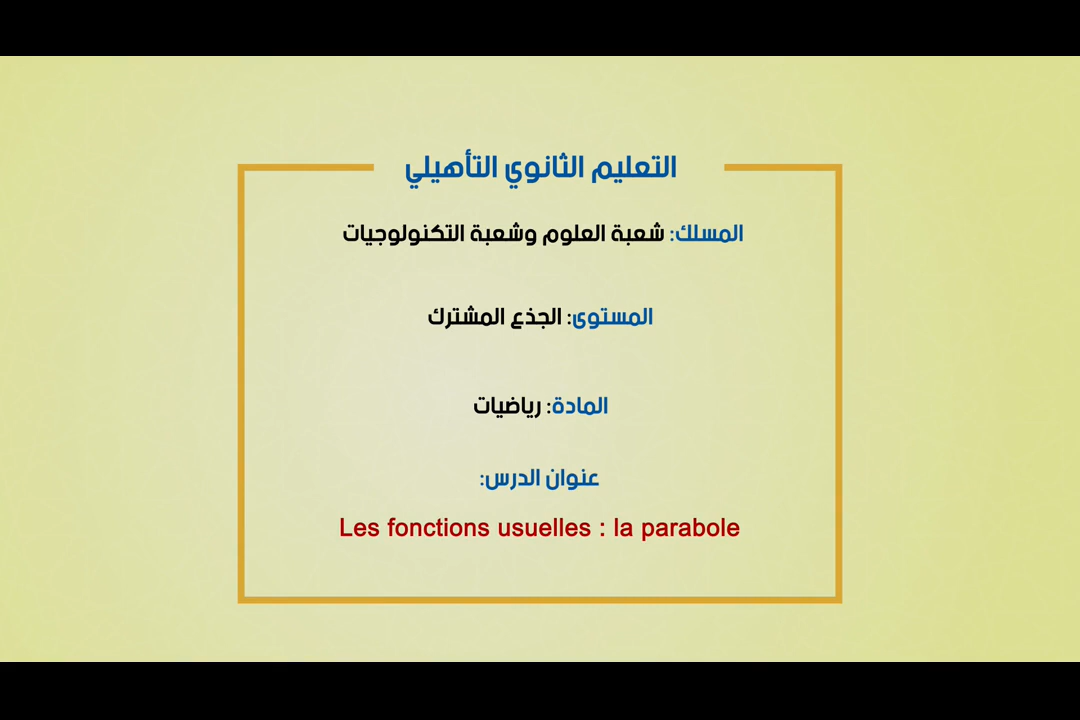 التعليم الثانوي التأهيلي
المسلك: شعبة العلوم وشعبة التكنولوجيات
المستوى: الجذع المشترك
المادة: رياضيات
عنوان الدرس:
Les fonctions usuelles : la parabole